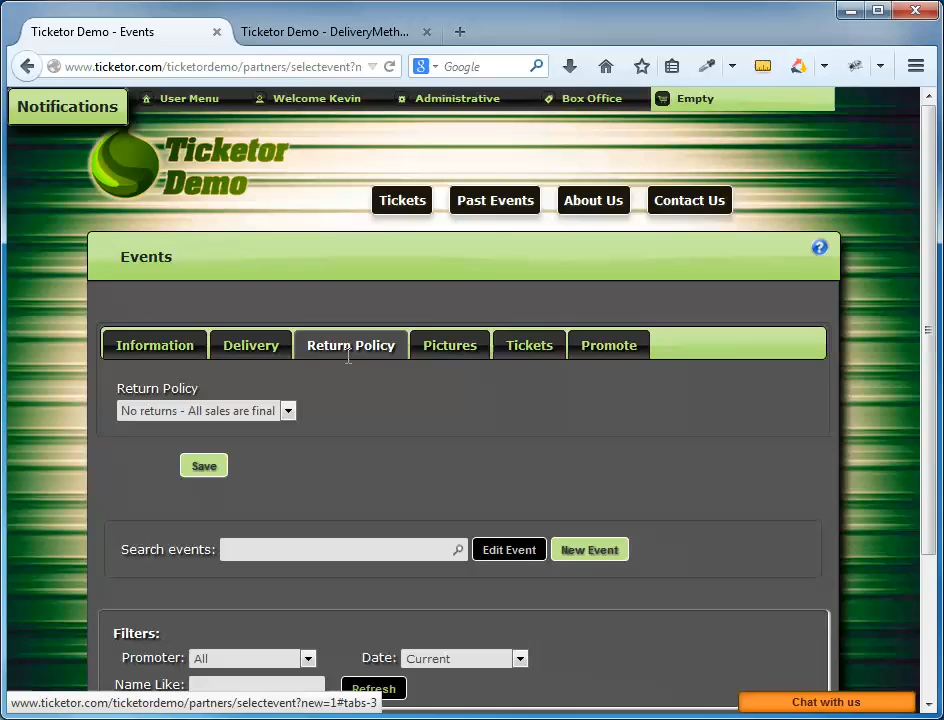 Ticketor Demo - Events
Ticketor Demo - DeliveryMeth...
www.ticketor.com/ticketordemo/partners/selectevent?n
Google
Notifications
User Menu
Welcome Kevin
Administrative
Box Office
Empty
Ticketor
Demo
Tickets
Past Events
About Us
Contact Us
Events
Information
Delivery
Return Policy
Pictures
Tickets
Promote
Return Policy
No returns - All sales are final
Save
Search events:
Edit Event
New Event
Filters:
Promoter: All
Date: Current
Name Like:
Refresh
www.ticketor.com/ticketordemo/partners/selectevent?new=1#tabs-3
Chat with us